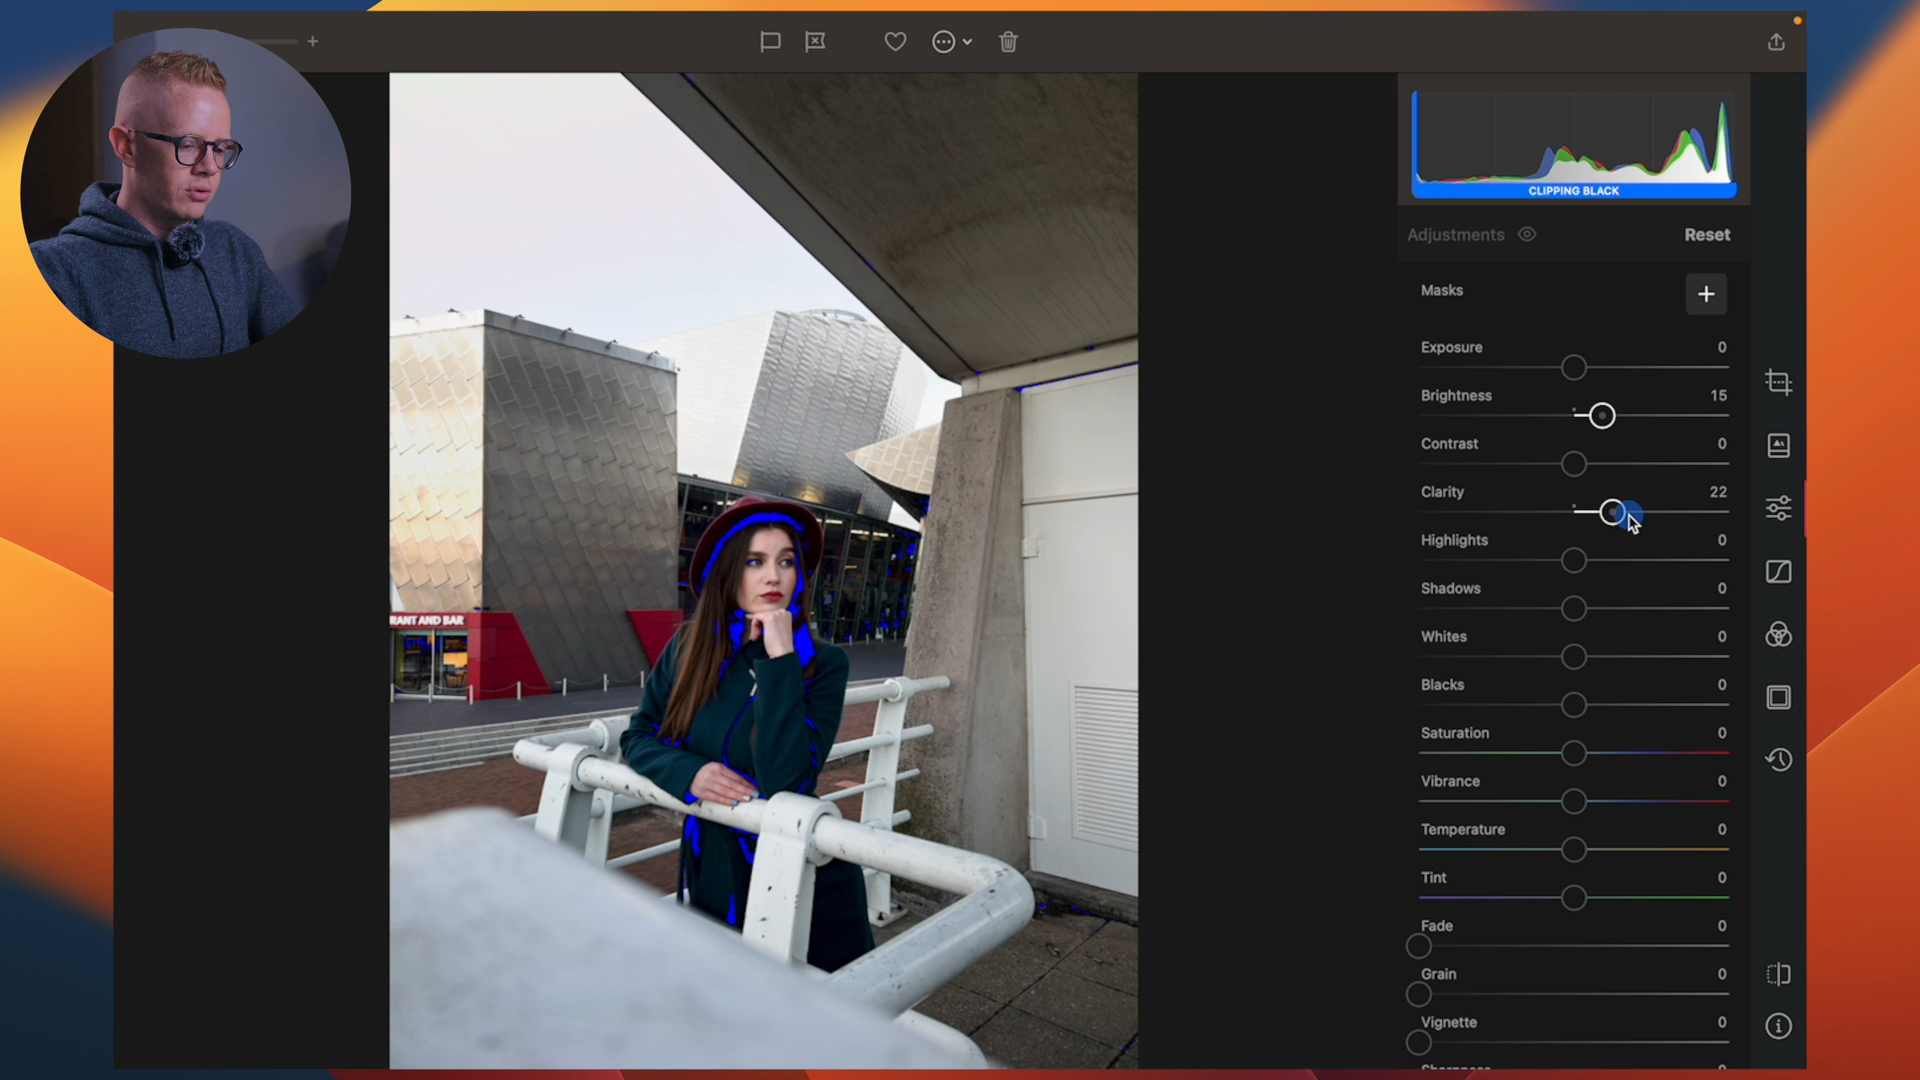 CLIPPING BLACK
Adjustments Reset
Masks
Exposure 0
Brightness 15
Contrast 0
Clarity 22
Highlights 0
Shadows 0
Whites 0
Blacks 0
Saturation 0
Vibrance 0
Temperature 0
Tint 0
Fade 0
Grain 0
Vignette 0
RANT AND BAR